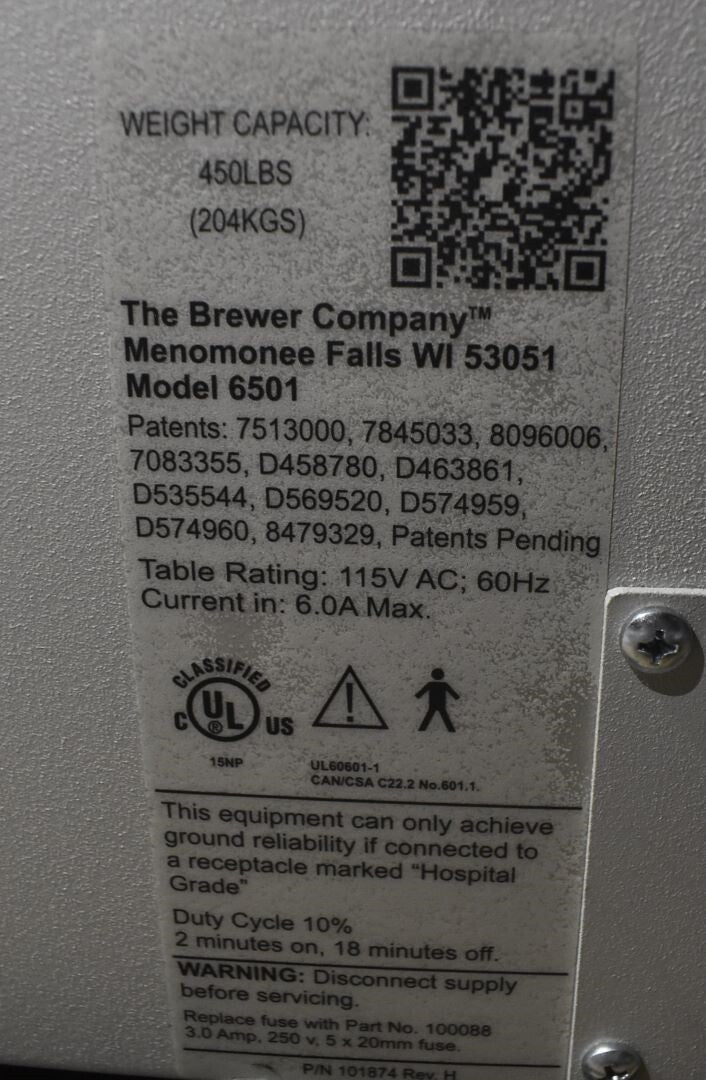 WEIGHT CAPACITY:
450LBS
(204KGS)
The Brewer Company™
Menomonee Falls WI 53051
Model 6501
Patents: 7513000, 7845033, 8096006,
7083355, D458780, D463861,
D535544, D569520, D574959,
D574960, 8479329, Patents Pending
Table Rating: 115V AC; 60Hz
Current in: 6.0A Max.
CLASSIFIED
C UL ® US
15NP
UL60601-1
CAN/CSA C22.2 No.601.1.
This equipment can only achieve
ground reliability if connected to
a receptacle marked “Hospital
Grade”
Duty Cycle 10%
2 minutes on, 18 minutes off.
WARNING: Disconnect supply
before servicing.
Replace fuse with Part No. 100088
3.0 Amp, 250 v, 5 x 20mm fuse.
P/N 101874 Rev. H